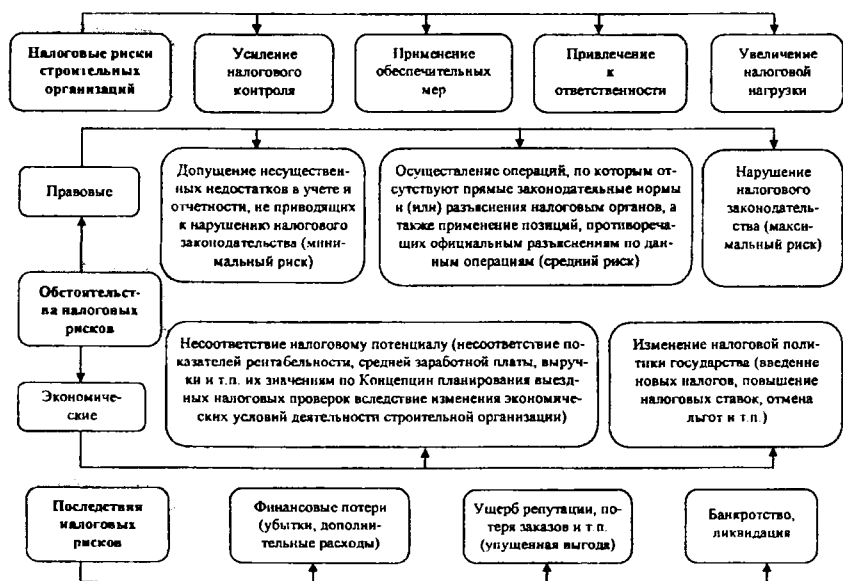 Налоговые риски
строительных
организаций
Усиление
налогового
контроля
Применение
обеспечительных
мер
Привлечение
к
ответственности
Увеличение
налоговой
нагрузки
Правовые
Допущение несуществен-
ных недостатков в учете и
отчетности, не приводящих
к нарушению налогового
законодательства (мини-
мальный риск)
Осуществление операций, по которым от-
сутствуют прямые законодательные нормы
и (или) разъяснения налоговым органов, а
также применение позиций, противореча-
щих официальным разъяснениям по дан-
ным операциям (средний риск)
Нарушение
налогового
законодатель-
ства (макси-
мальный риск)
Обстоятельст-
ва налоговых
рисков
Экономиче-
ские
Несоответствие налоговому потенциалу (несоответствие по-
казателей рентабельности, средней заработной платы, выруч-
ки и т.п. их значениям по Концепции планирования выезд-
ных налоговых проверок вследствие изменения экономиче-
ских условий деятельности строительной организации)
Изменение налоговой поли-
тики государства (введение
новых налогов, повышение
налоговых ставок, отмена
льгот и т.п.)
Последствия
налоговых
рисков
Финансовые потери
(убытки, дополни-
тельные расходы)
Ущерб репутации, по-
теря заказов и т.п.
(упущенная выгода)
Банкротство,
ликвидация